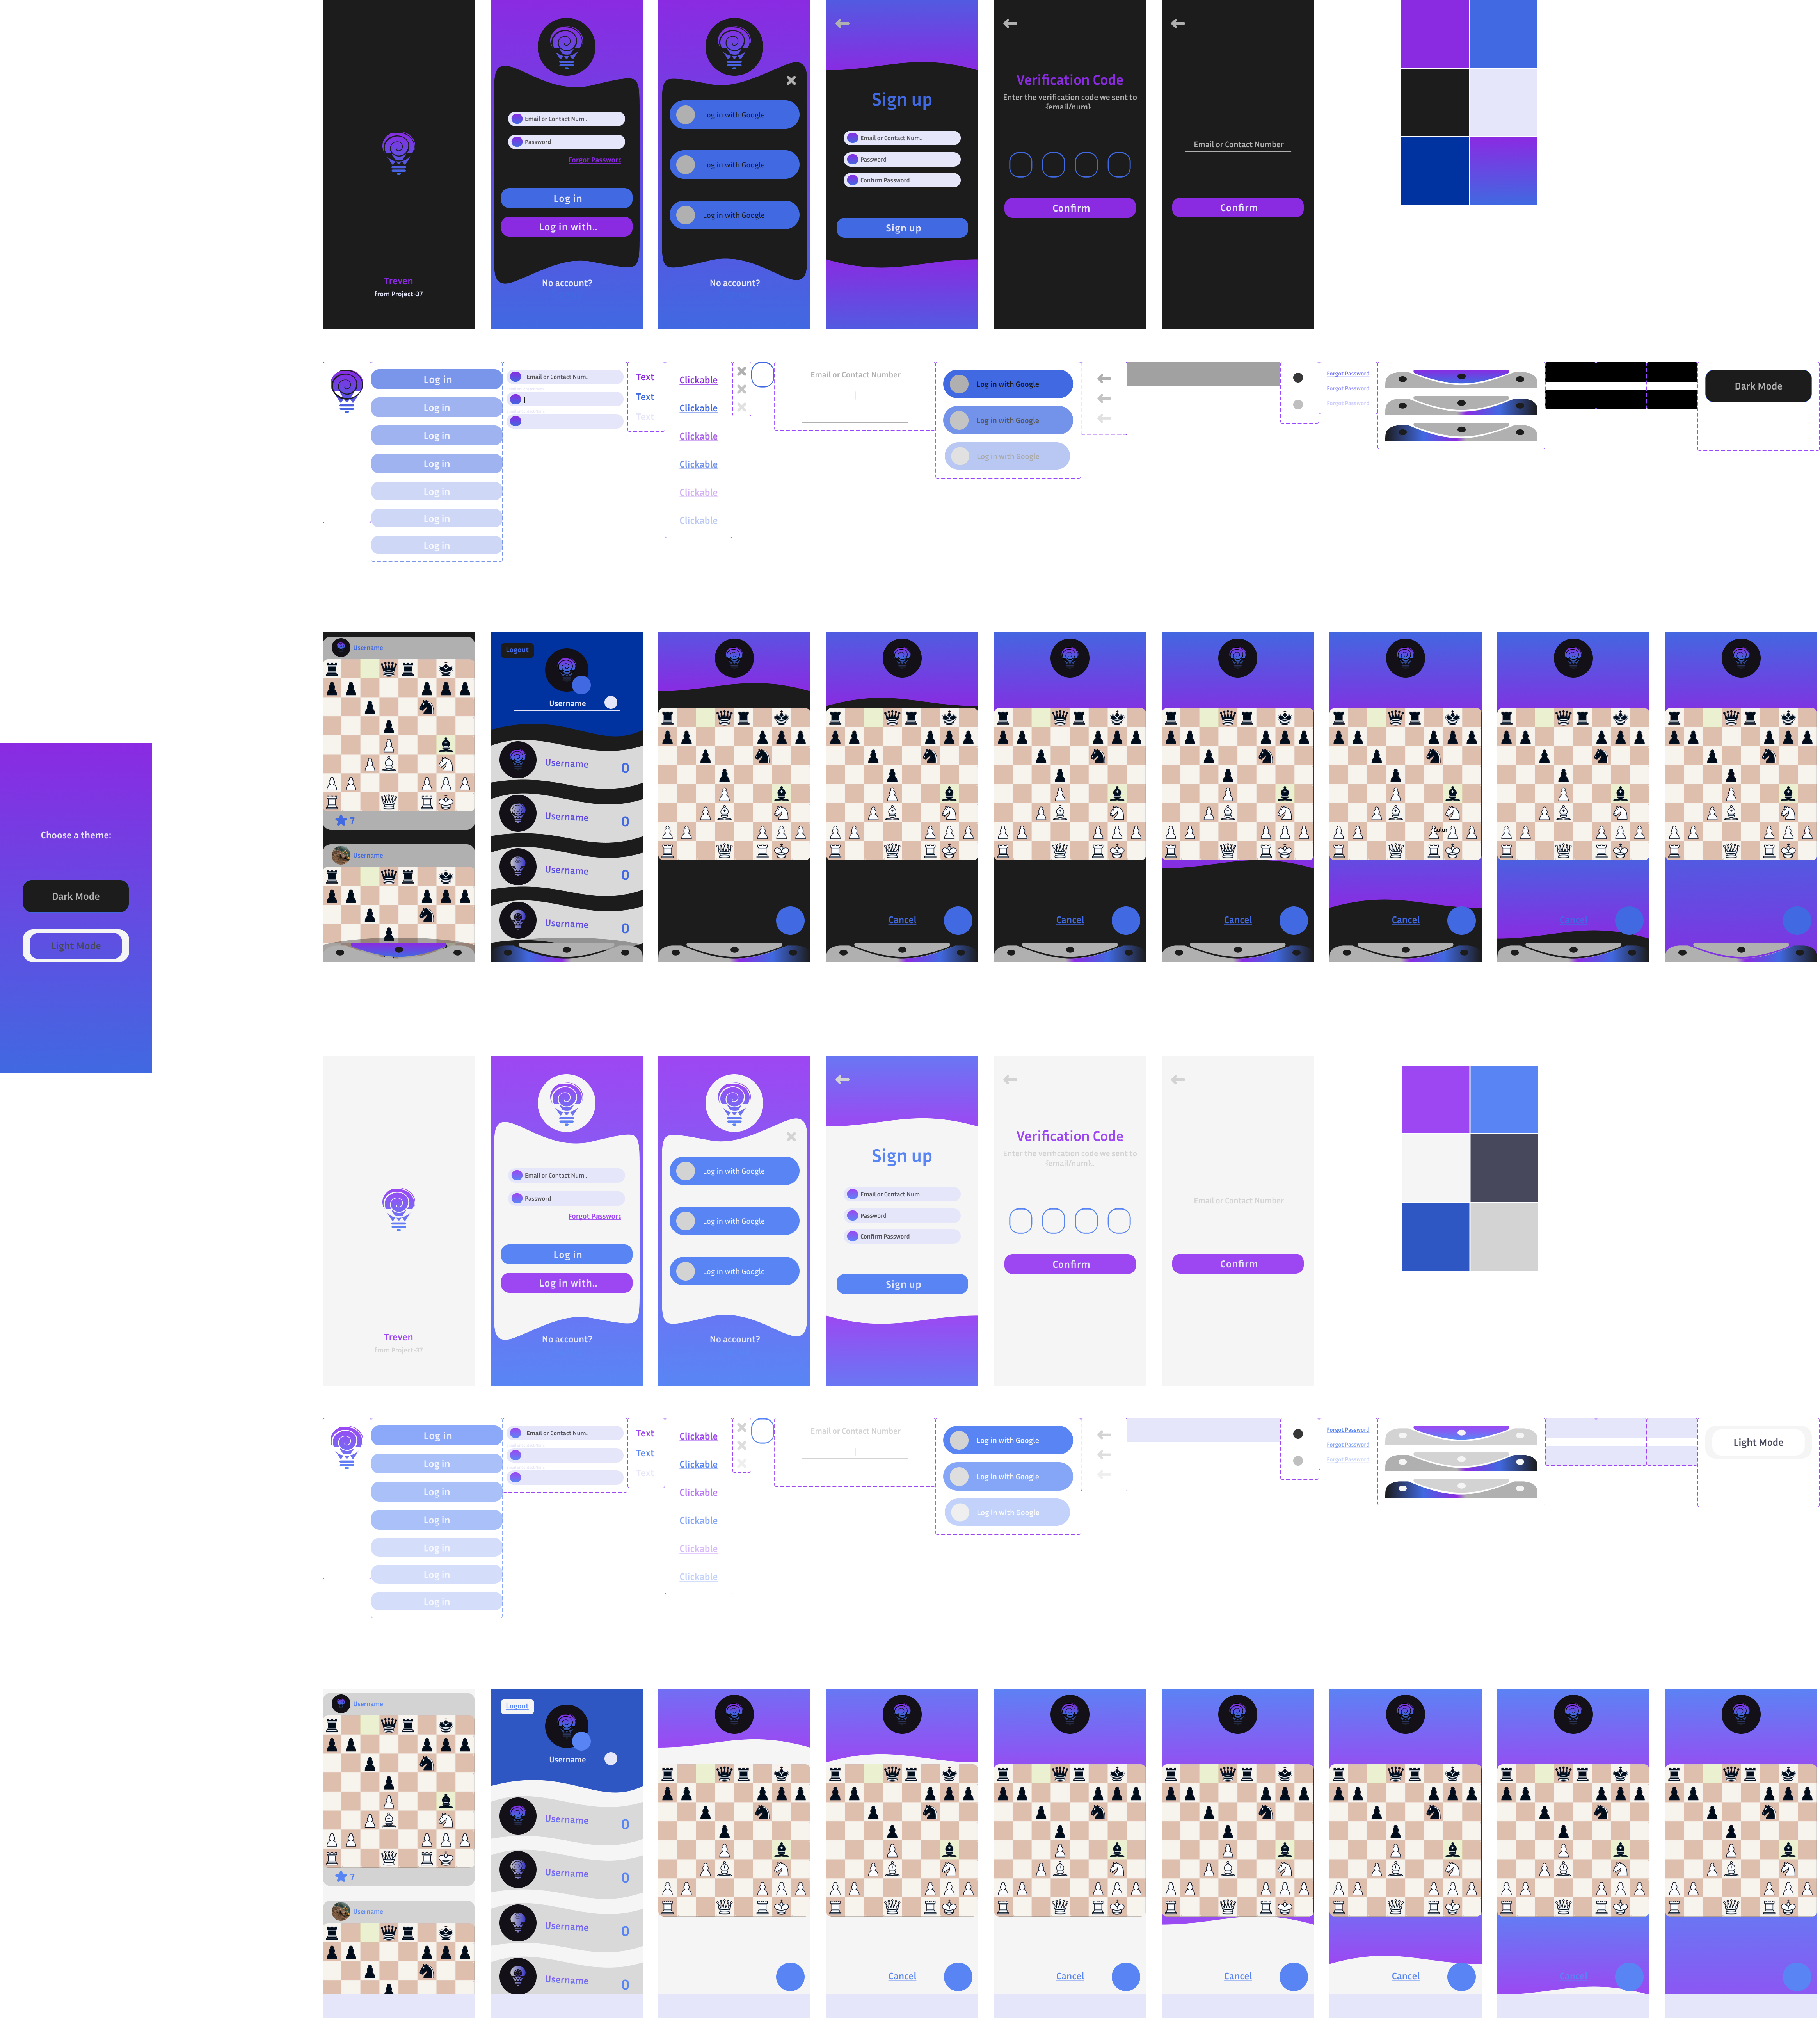 Treven
from Project-37
Email or Contact Num..
Password
Forgot Password
Log in
Log in with..
No account?
Log in with Google
Log in with Google
Log in with Google
No account?
Sign up
Email or Contact Num..
Password
Confirm Password
Sign up
Verification Code
Enter the verification code we sent to
{email/num}..
Confirm
Email or Contact Number
Confirm
Log in
Log in
Log in
Log in
Log in
Log in
Log in
Email or Contact Num..
Text
Text
Text
Clickable
Clickable
Clickable
Clickable
Clickable
Clickable
Email or Contact Number
Log in with Google
Log in with Google
Log in with Google
Forgot Password
Forgot Password
Forgot Password
Dark Mode
Choose a theme:
Dark Mode
Light Mode
Username
7
Username
Logout
Username
Username 0
Username 0
Username 0
Username 0
Cancel
Cancel
Cancel
Color
Cancel
Cancel
Treven
from Project-37
Email or Contact Num..
Password
Forgot Password
Log in
Log in with..
No account?
Log in with Google
Log in with Google
Log in with Google
No account?
Sign up
Email or Contact Num..
Password
Confirm Password
Sign up
Verification Code
Enter the verification code we sent to
{email/num}..
Confirm
Email or Contact Number
Confirm
Log in
Log in
Log in
Log in
Log in
Log in
Log in
Email or Contact Num..
Text
Text
Text
Clickable
Clickable
Clickable
Clickable
Clickable
Clickable
Email or Contact Number
Log in with Google
Log in with Google
Log in with Google
Forgot Password
Forgot Password
Forgot Password
Light Mode
Username
7
Username
Logout
Username
Username 0
Username 0
Username 0
Username 0
Cancel
Cancel
Cancel
Cancel
Cancel